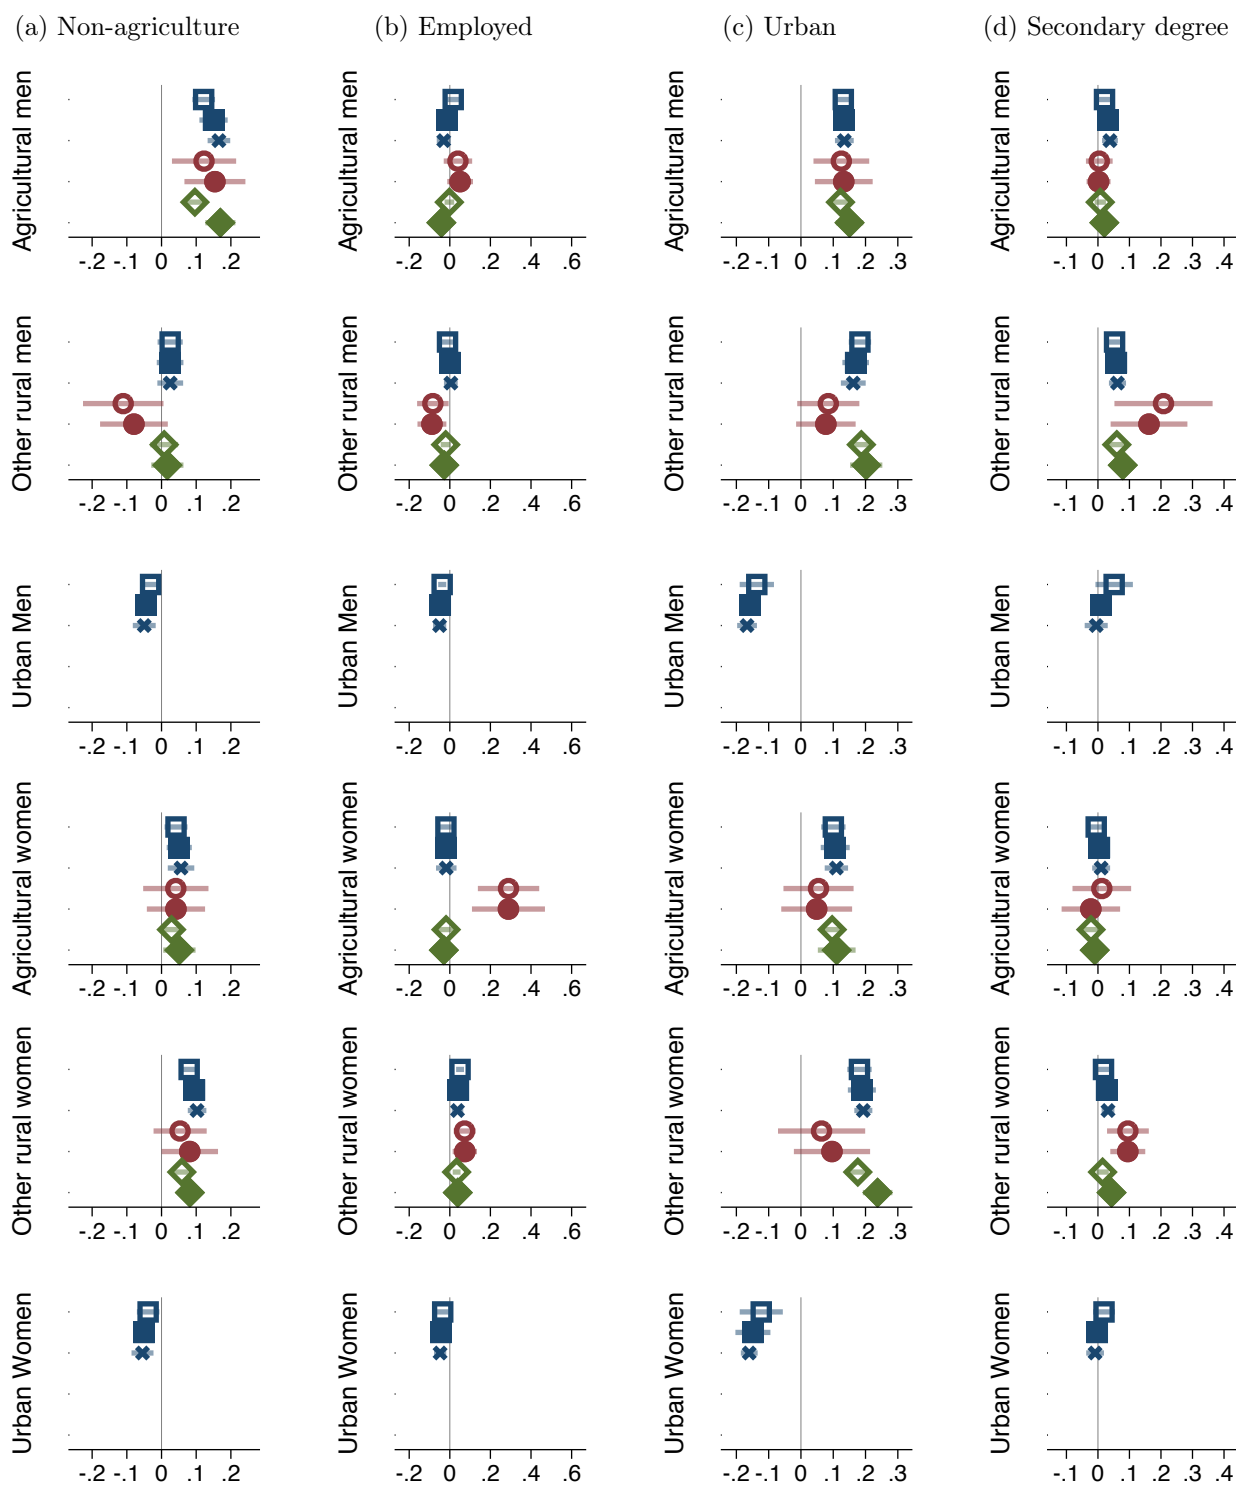 (a) Non-agriculture (b) Employed (c) Urban (d) Secondary degree
Agricultural men Agricultural men Agricultural men Agricultural men
-.2 -.1 0 .1 .2 -.2 0 .2 .4 .6 -.2 -.1 0 .1 .2 .3 -.1 0 .1 .2 .3 .4
Other rural men Other rural men Other rural men Other rural men
-.2 -.1 0 .1 .2 -.2 0 .2 .4 .6 -.2 -.1 0 .1 .2 .3 -.1 0 .1 .2 .3 .4
Urban Men Urban Men Urban Men Urban Men
-.2 -.1 0 .1 .2 -.2 0 .2 .4 .6 -.2 -.1 0 .1 .2 .3 -.1 0 .1 .2 .3 .4
Agricultural women Agricultural women Agricultural women Agricultural women
-.2 -.1 0 .1 .2 -.2 0 .2 .4 .6 -.2 -.1 0 .1 .2 .3 -.1 0 .1 .2 .3 .4
Other rural women Other rural women Other rural women Other rural women
-.2 -.1 0 .1 .2 -.2 0 .2 .4 .6 -.2 -.1 0 .1 .2 .3 -.1 0 .1 .2 .3 .4
Urban Women Urban Women Urban Women Urban Women
-.2 -.1 0 .1 .2 -.2 0 .2 .4 .6 -.2 -.1 0 .1 .2 .3 -.1 0 .1 .2 .3 .4